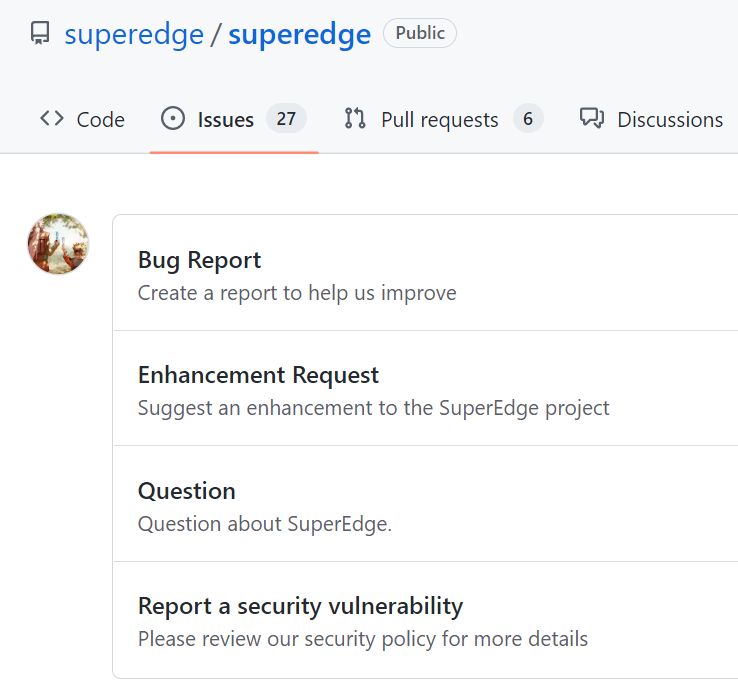 superedge / superedge Public
Code Issues 27 Pull requests 6 Discussions
Bug Report
Create a report to help us improve
Enhancement Request
Suggest an enhancement to the SuperEdge project
Question
Question about SuperEdge.
Report a security vulnerability
Please review our security policy for more details